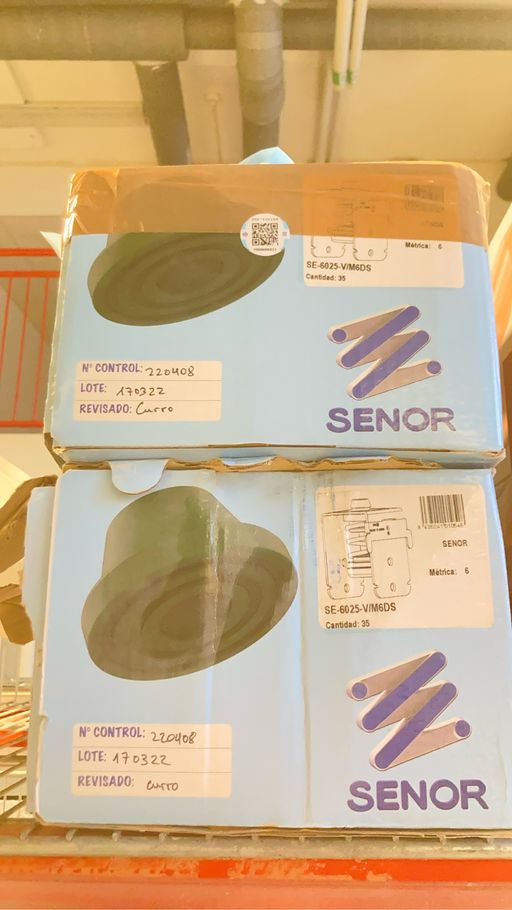 Métrica: 6
SE-6025-V/M6DS
Cantidad: 35
Nº CONTROL: 220408
LOTE: 170322
REVISADO: Curro
SENOR
SENOR
Métrica: 6
SE-6025-V/M6DS
Cantidad: 35
Nº CONTROL: 220408
LOTE: 170322
REVISADO: Curro
SENOR